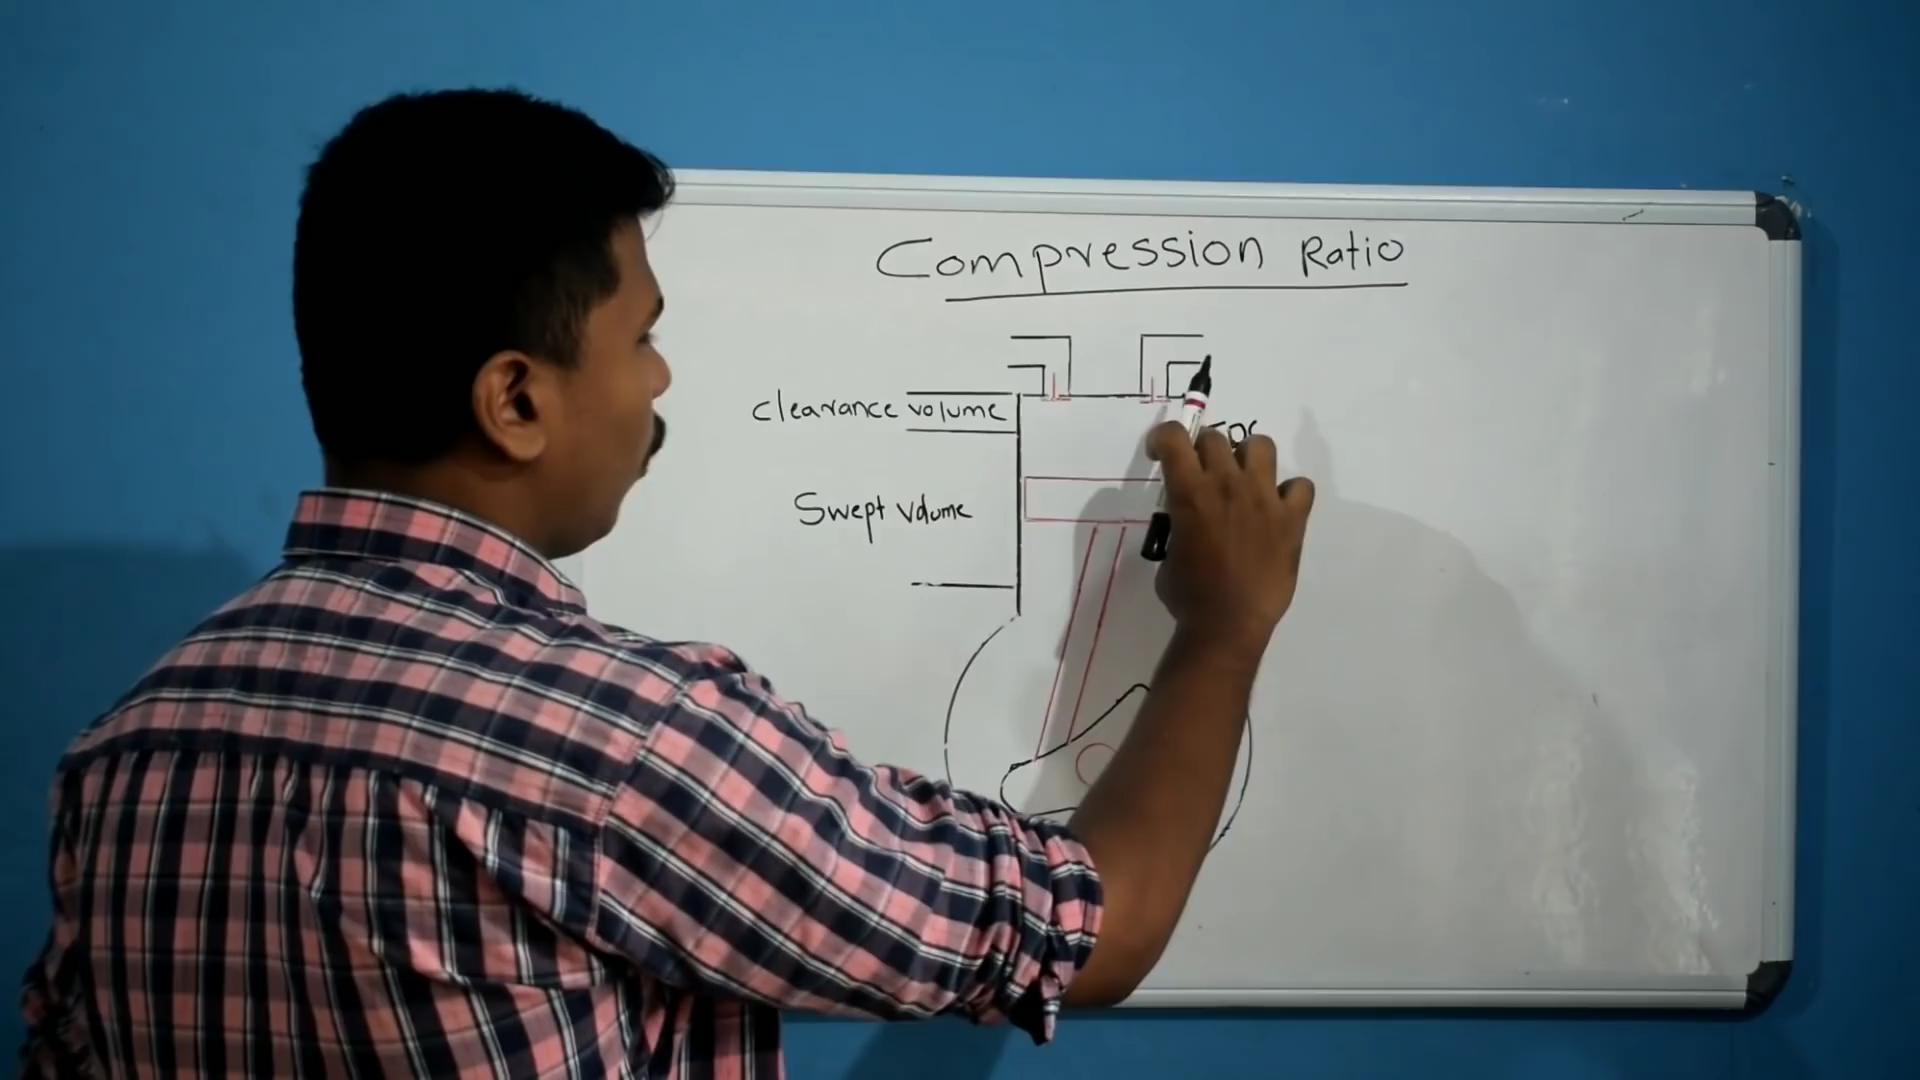 Compression Ratio
Clearance volume
Swept volume